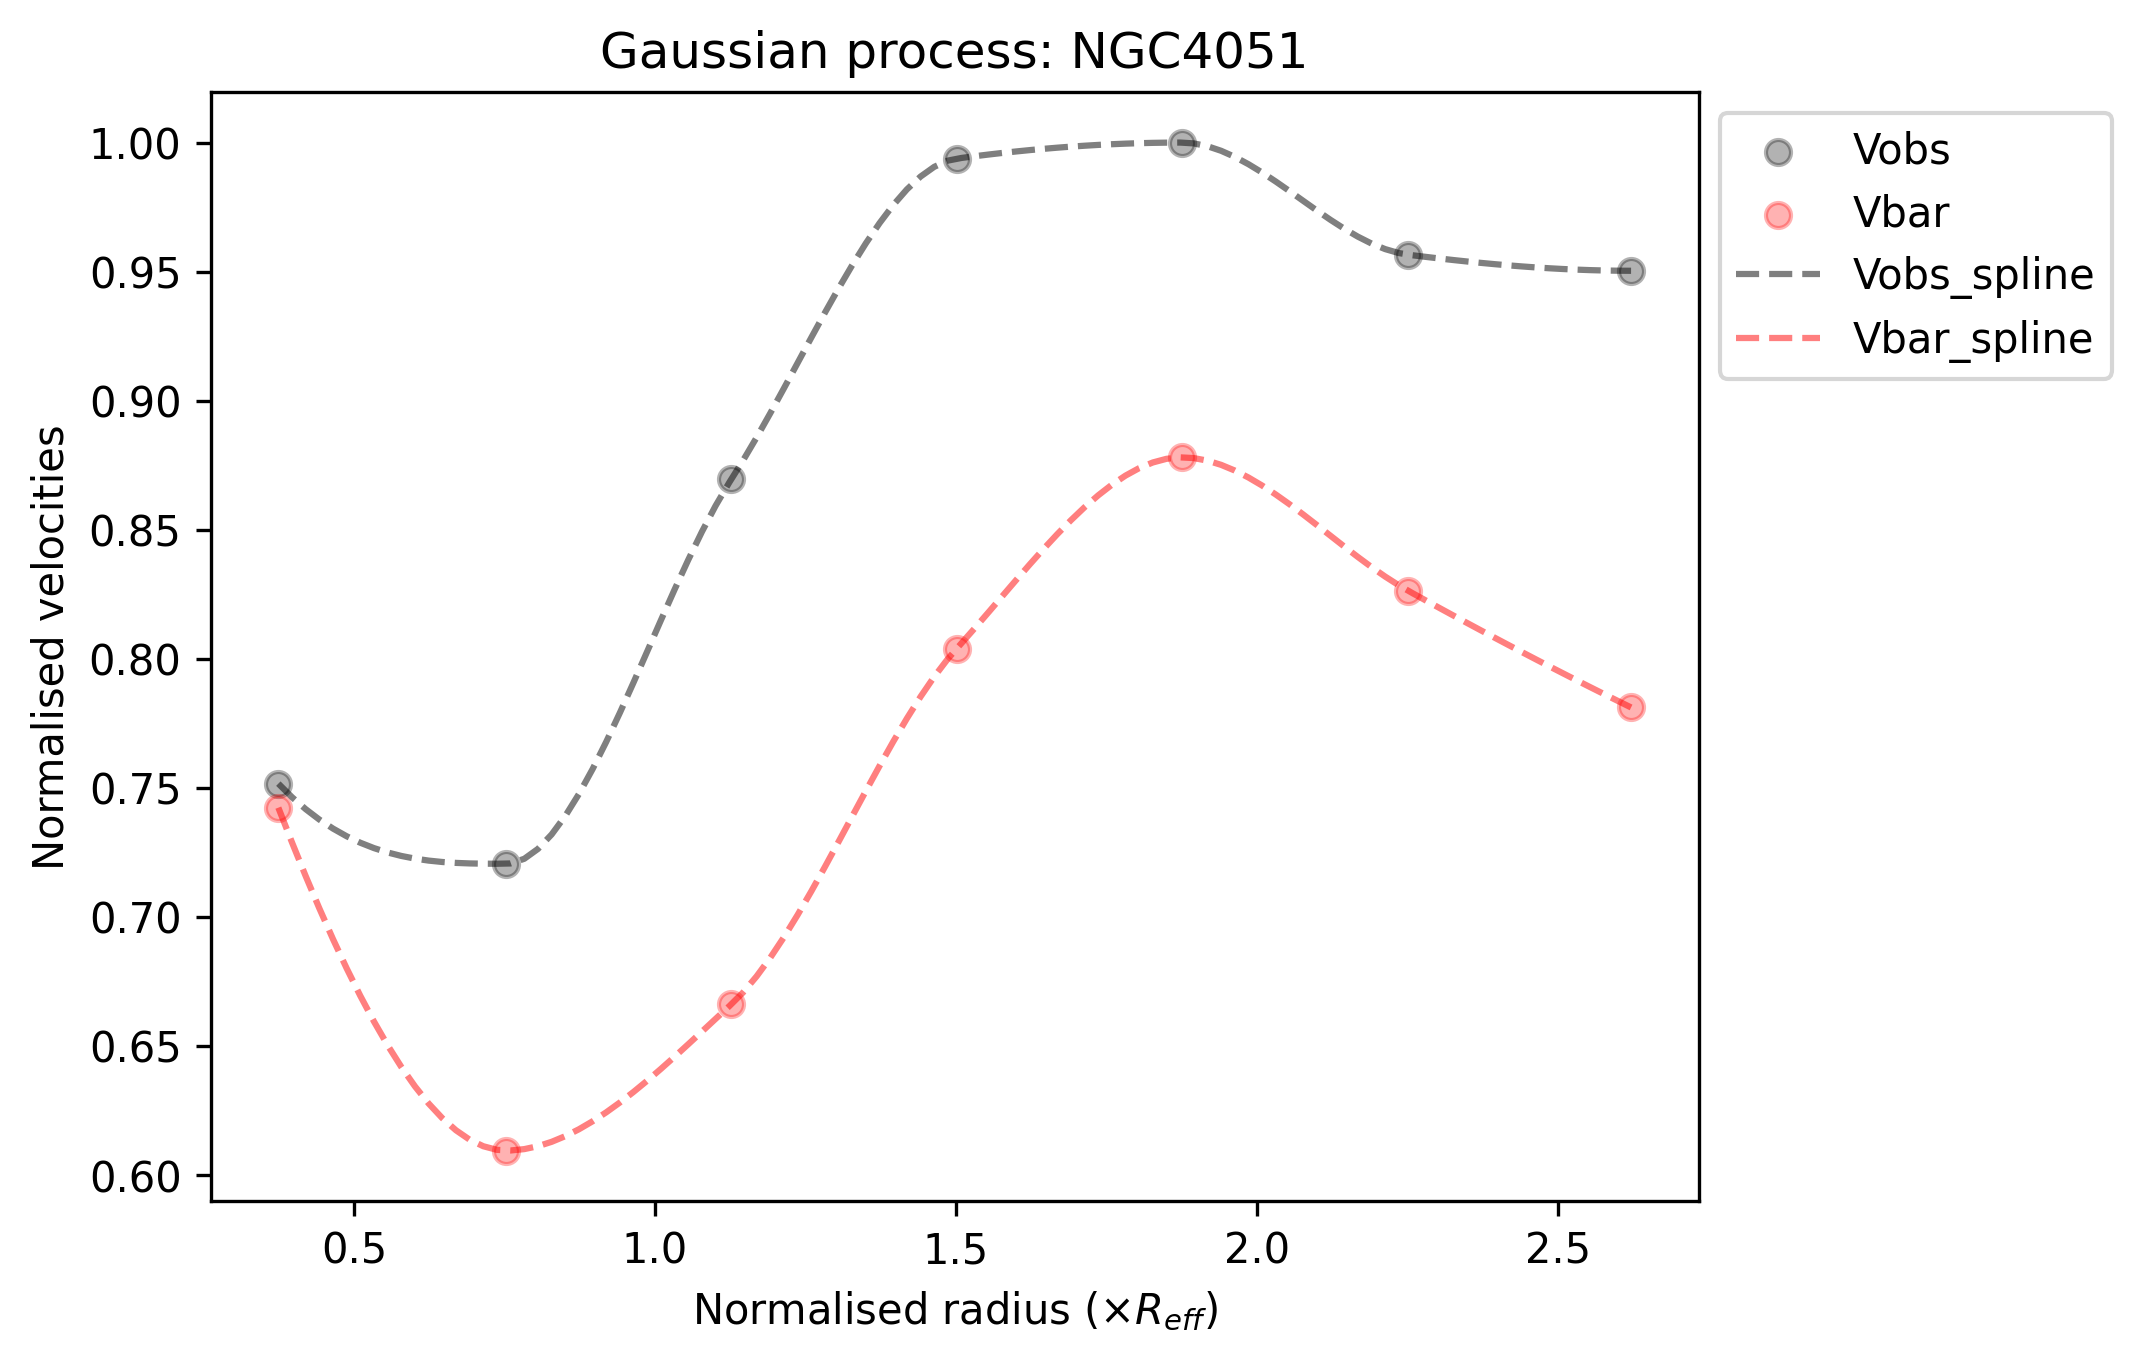 Gaussian process: NGC4051
1.00
0.95
0.90
0.85
0.80
0.75
0.70
0.65
0.60
Normalised velocities
0.5 1.0 1.5 2.0 2.5
Normalised radius (×R_eff)
Vobs
Vbar
Vobs_spline
Vbar_spline